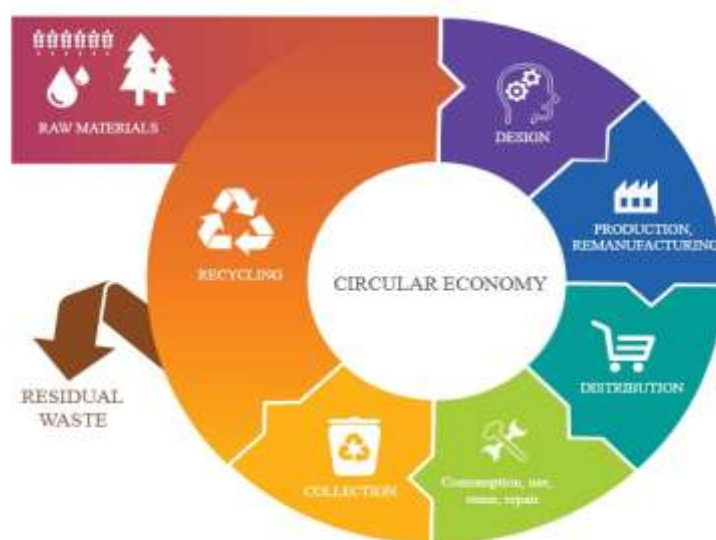 RAW MATERIALS
DESIGN
PRODUCTION,
REMANUFACTURING
DISTRIBUTION
Consumption, use,
reuse, repair
COLLECTION
RECYCLING
RESIDUAL
WASTE
CIRCULAR ECONOMY